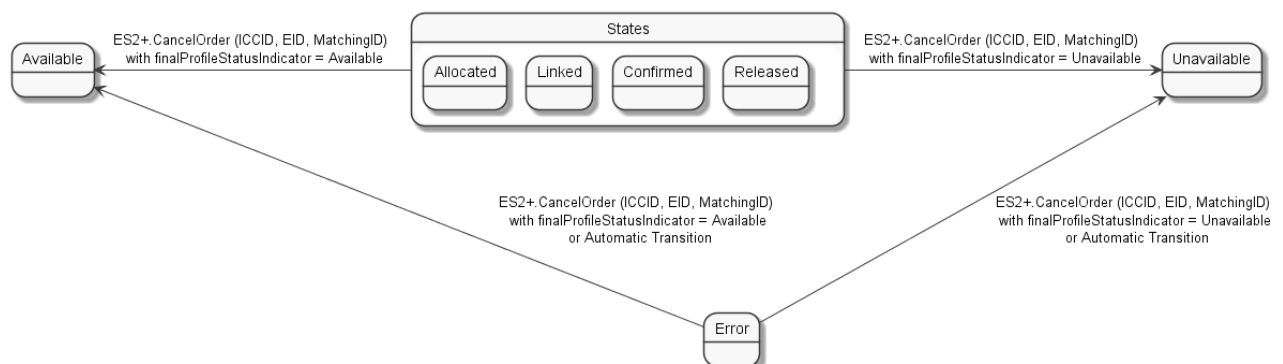 States
ES2+.CancelOrder (ICCID, EID, MatchingID)
with finalProfileStatusIndicator = Available
ES2+.CancelOrder (ICCID, EID, MatchingID)
with finalProfileStatusIndicator = Unavailable
Available
Allocated
Linked
Confirmed
Released
Unavailable
ES2+.CancelOrder (ICCID, EID, MatchingID)
with finalProfileStatusIndicator = Available
or Automatic Transition
ES2+.CancelOrder (ICCID, EID, MatchingID)
with finalProfileStatusIndicator = Unavailable
or Automatic Transition
Error